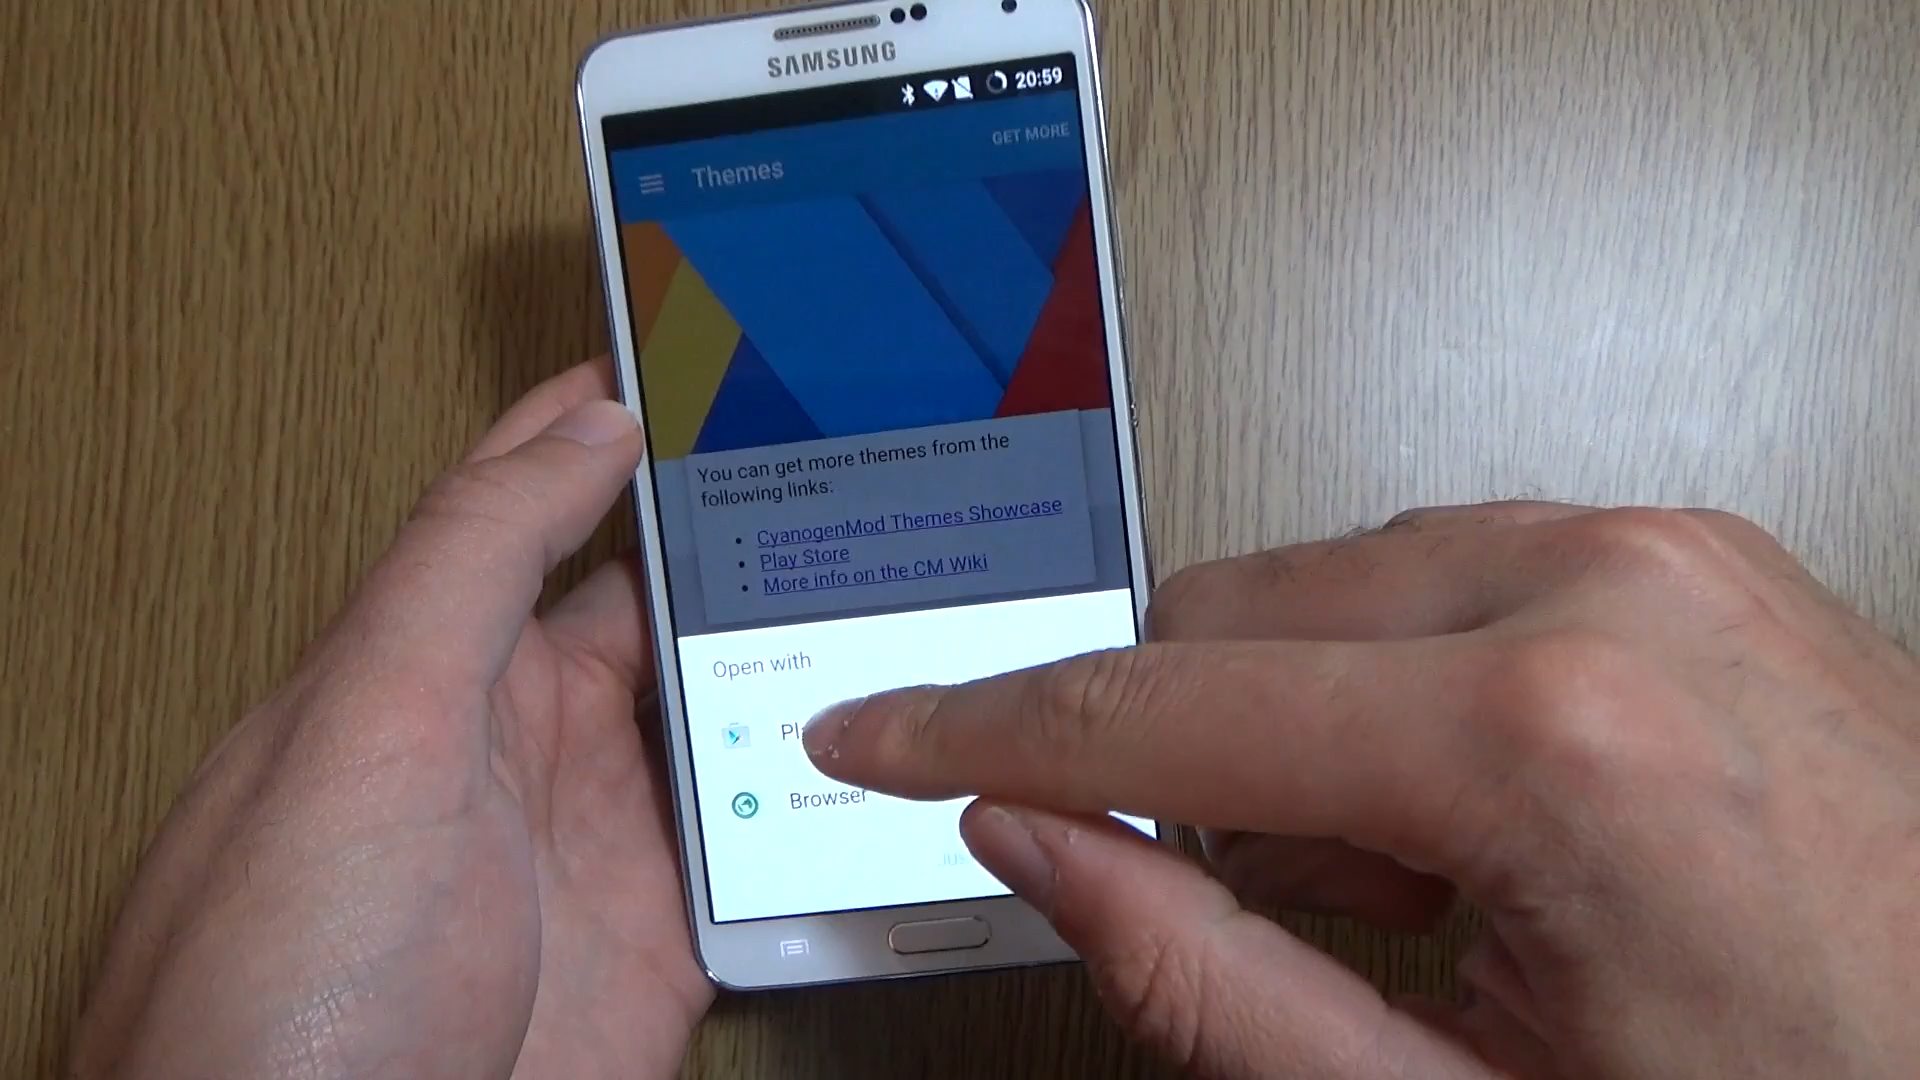 SAMSUNG
20:59
GET MORE
Themes
You can get more themes from the
following links:
CyanogenMod Themes Showcase
Play Store
More info on the CM Wiki
Open with
Browser